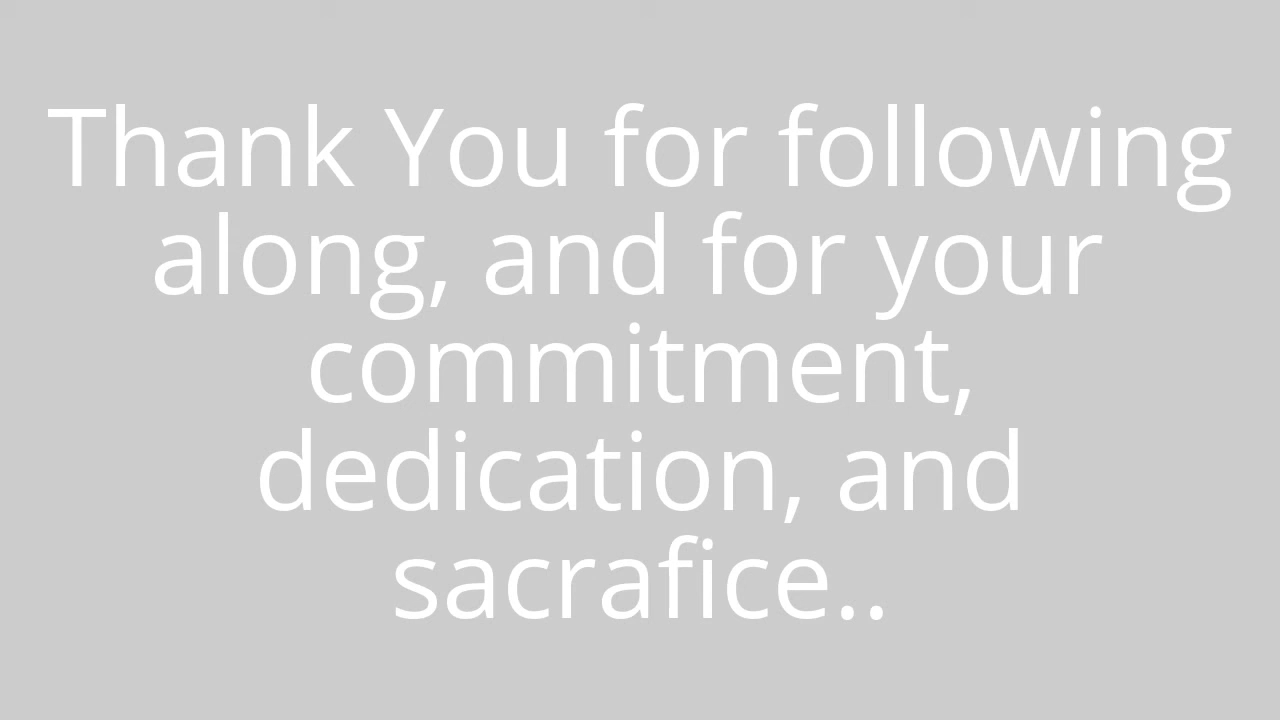 Thank You for following
along, and for your
commitment,
dedication, and
sacrafice..